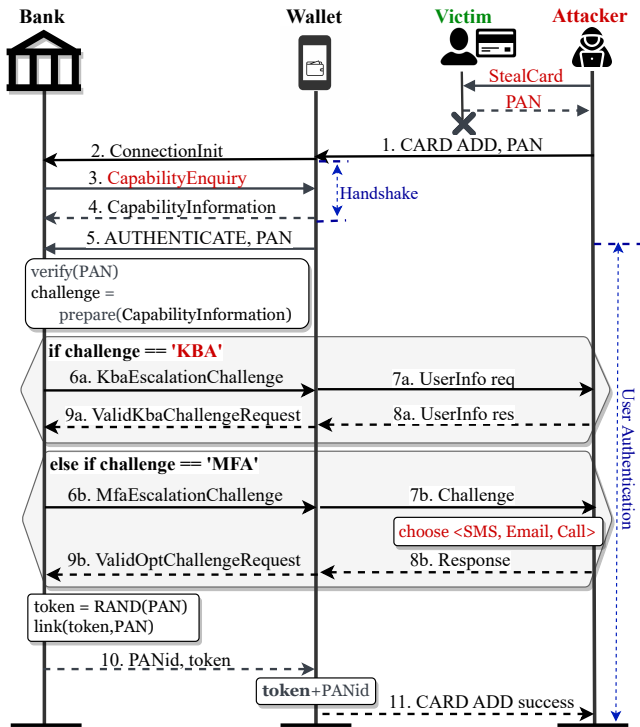 Bank
Wallet
Victim
Attacker
StealCard
PAN
1. CARD ADD, PAN
2. ConnectionInit
3. CapabilityEnquiry
Handshake
4. CapabilityInformation
5. AUTHENTICATE, PAN
verify(PAN)
challenge =
prepare(CapabilityInformation)
User Authentication
if challenge == 'KBA'
6a. KbaEscalationChallenge
7a. UserInfo req
9a. ValidKbaChallengeRequest
8a. UserInfo res
else if challenge == 'MFA'
6b. MfaEscalationChallenge
7b. Challenge
choose <SMS, Email, Call>
9b. ValidOptChallengeRequest
8b. Response
token = RAND(PAN)
link(token,PAN)
10. PANid, token
token+PANid
11. CARD ADD success